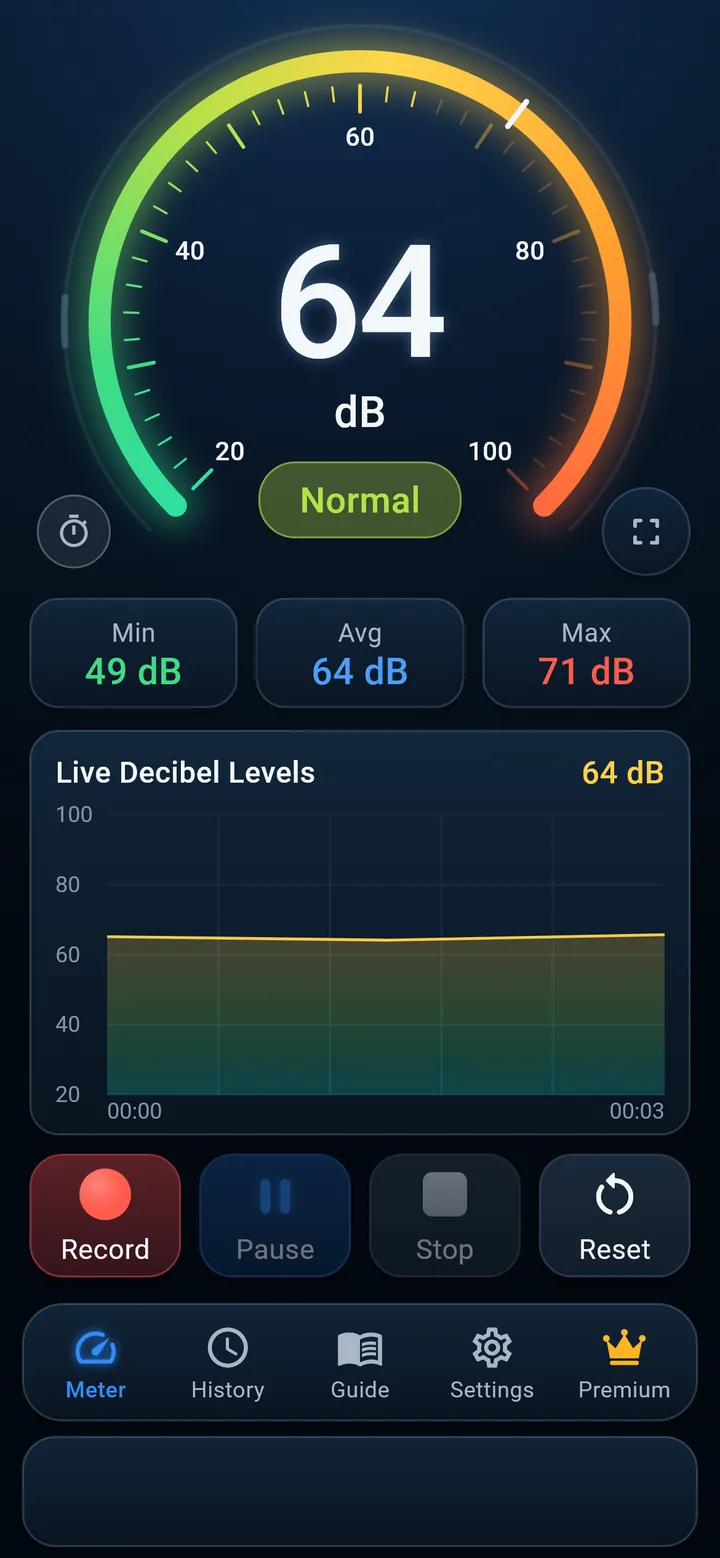 60
40
80
64
dB
20
100
Normal
Min
Avg
Max
49 dB
64 dB
71 dB
Live Decibel Levels
64 dB
100
80
60
40
20
00:00
00:03
Record
Pause
Stop
Reset
Meter
History
Guide
Settings
Premium